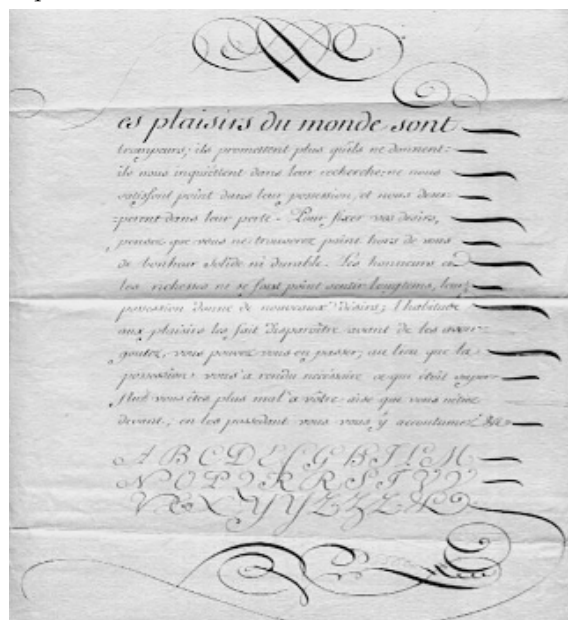 es plaisirs du monde sont
trompeurs; ils promettent plus qu'ils ne donnent:
ils nous inquiètent dans leur recherche; ne nous
satisfont point dans leur possession, et nous deses-
-perent dans leur perte. Pour fixer vos désirs,
pensez que vous ne trouverez point hors de vous
de bonheur solide ni durable. Les honneurs et
les richesses ne se font point sentir longtems, leur
possession donne de nouveaux désirs; l'habitude
aux plaisirs les fait disparoître avant de les avoir
goutez, vous pouvez vous en passer; au lieu que la
possession vous a rendu nécessaire ce qui étoit super-
flu: vous êtes plus mal à vôtre aise que vous n'étiez
devant; en les possedant vous vous y accoutumez
A B C D E G H
N O P R R S T
Y Y Z Z